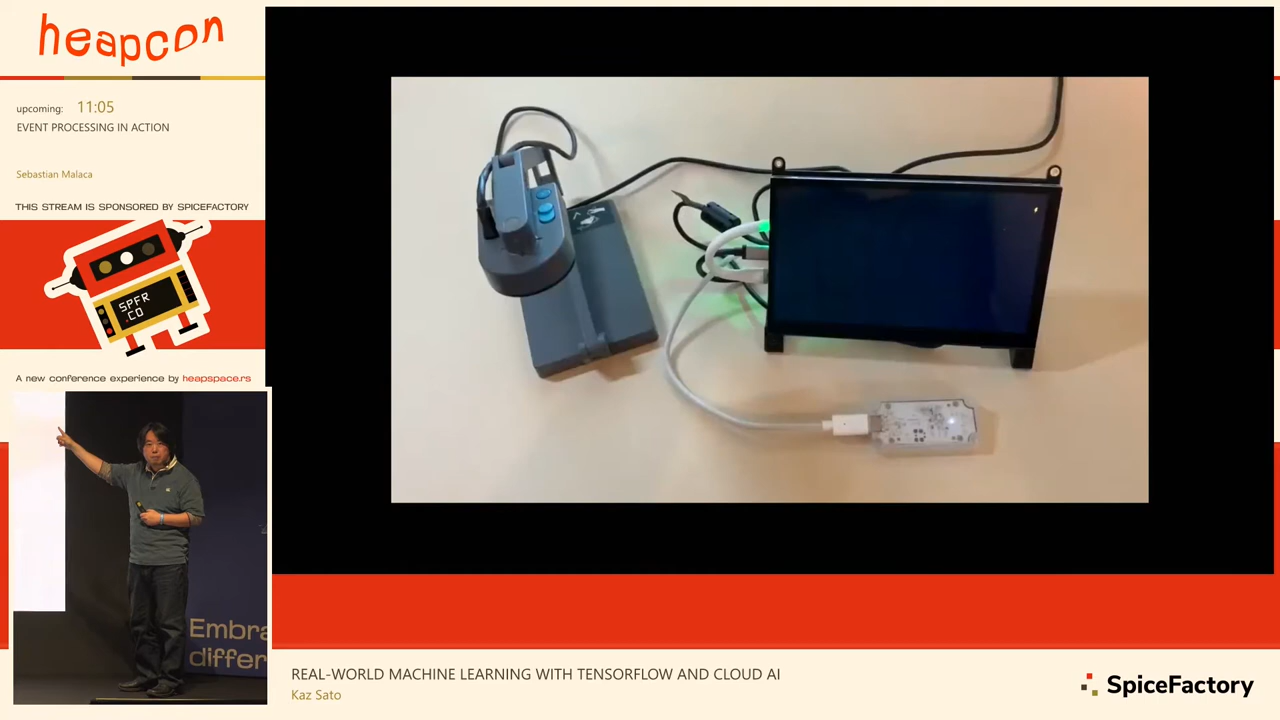 heapcon
upcoming: 11:05
EVENT PROCESSING IN ACTION
Sebastian Malaca
THIS STREAM IS SPONSORED BY SPICEFACTORY
SPFR
.CO
A new conference experience by heapspace.rs
Embra
differ
REAL-WORLD MACHINE LEARNING WITH TENSORFLOW AND CLOUD AI
Kaz Sato
SpiceFactory